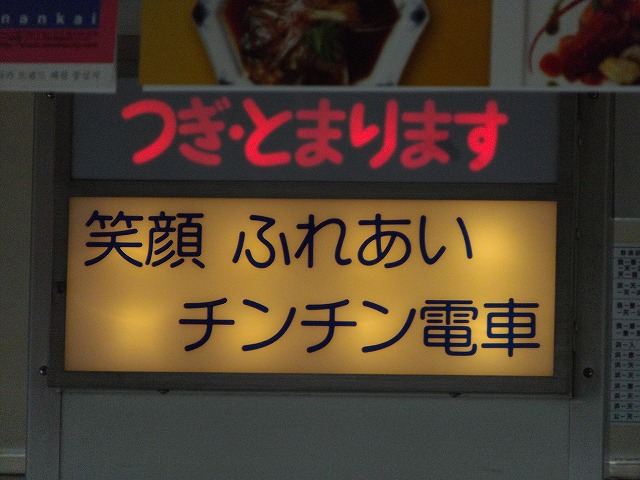 nankai
つぎ・とまります
笑顔 ふれあい
チンチン電車